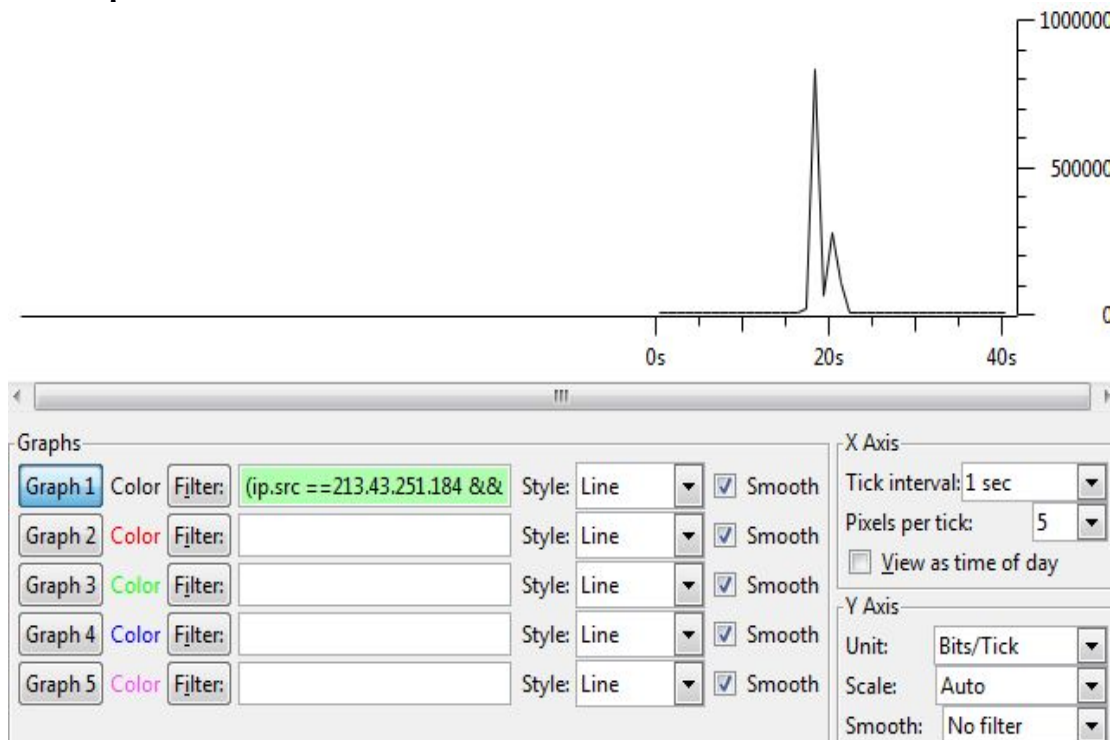 1000000
500000
0
0s 20s 40s
Graphs
Graph 1 Color Filter: (ip.src ==213.43.251.184 && Style: Line Smooth
Graph 2 Color Filter: Style: Line Smooth
Graph 3 Color Filter: Style: Line Smooth
Graph 4 Color Filter: Style: Line Smooth
Graph 5 Color Filter: Style: Line Smooth
X Axis
Tick interval: 1 sec
Pixels per tick: 5
View as time of day
Y Axis
Unit: Bits/Tick
Scale: Auto
Smooth: No filter